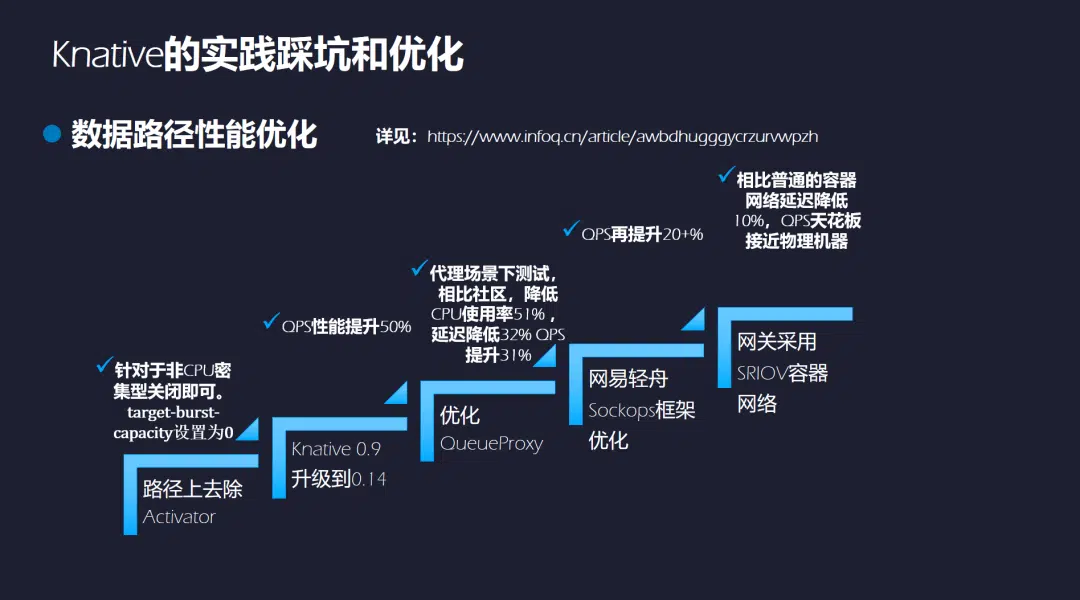 Knative的实践踩坑和优化
数据路径性能优化
详见：https://www.infoq.cn/article/awbdhugggycrzurvwpzh
针对于非CPU密
集型关闭即可。
target-burst-
capacity设置为0
路径上去除
Activator
QPS性能提升50%
Knative 0.9
升级到0.14
代理场景下测试，
相比社区，降低
CPU使用率51%，
延迟降低32% QPS
提升31%
优化
QueueProxy
QPS再提升20+%
网易轻舟
Sockops框架
优化
相比普通的容器
网络延迟降低
10%，QPS天花板
接近物理机器
网关采用
SRIOV容器
网络